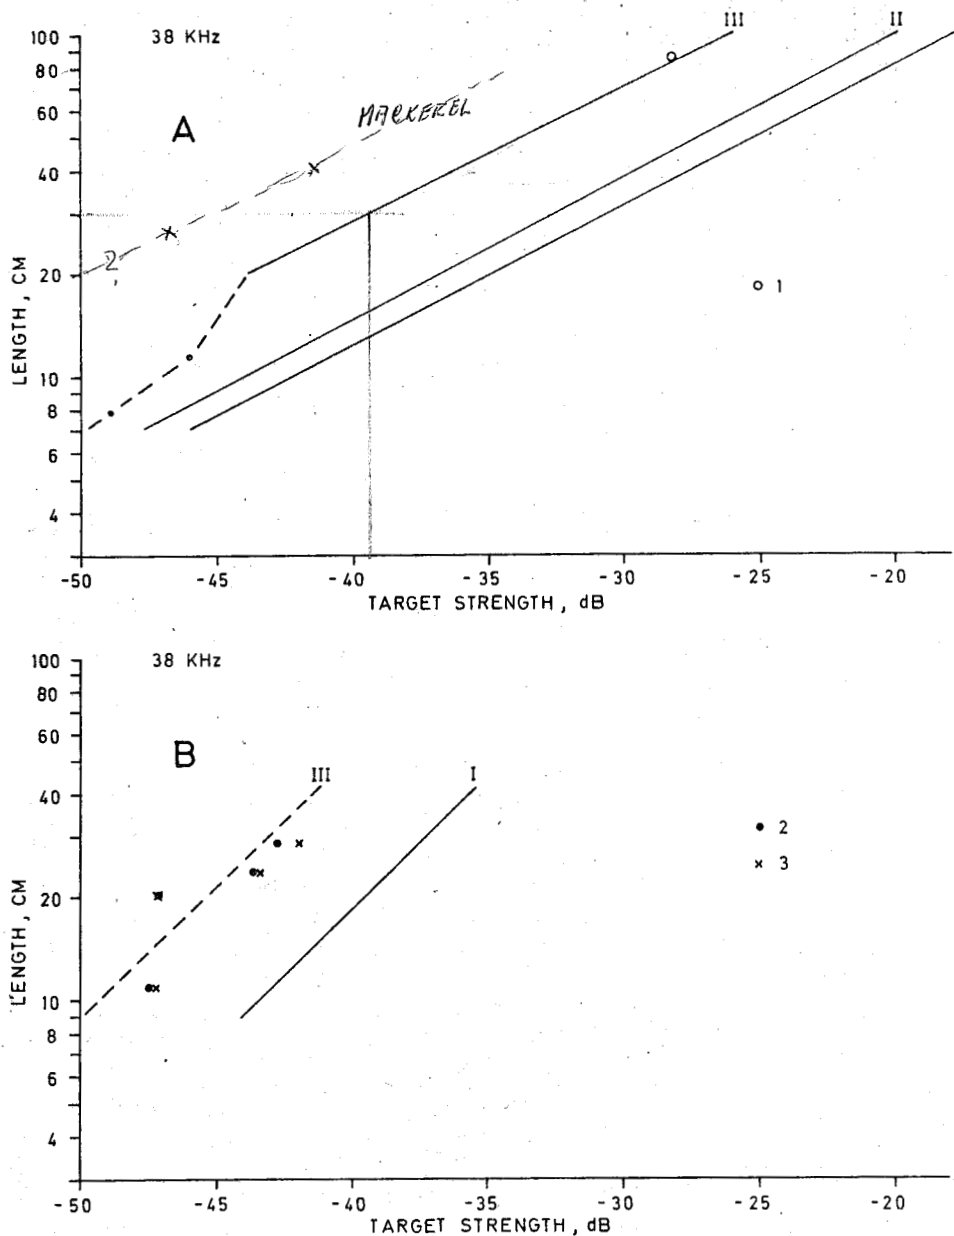 III II
100 38 KHz
80
60 MACKEREL
A
40
2,
20
1
10
8
6
4
LENGTH, CM
-50 -45 -40 -35 -30 -25 -20
TARGET STRENGTH, dB
100 38 KHz
80
60
B
III I
40
2
3
20
10
8
6
4
LENGTH, CM
-50 -45 -40 -35 -30 -25 -20
TARGET STRENGTH, dB